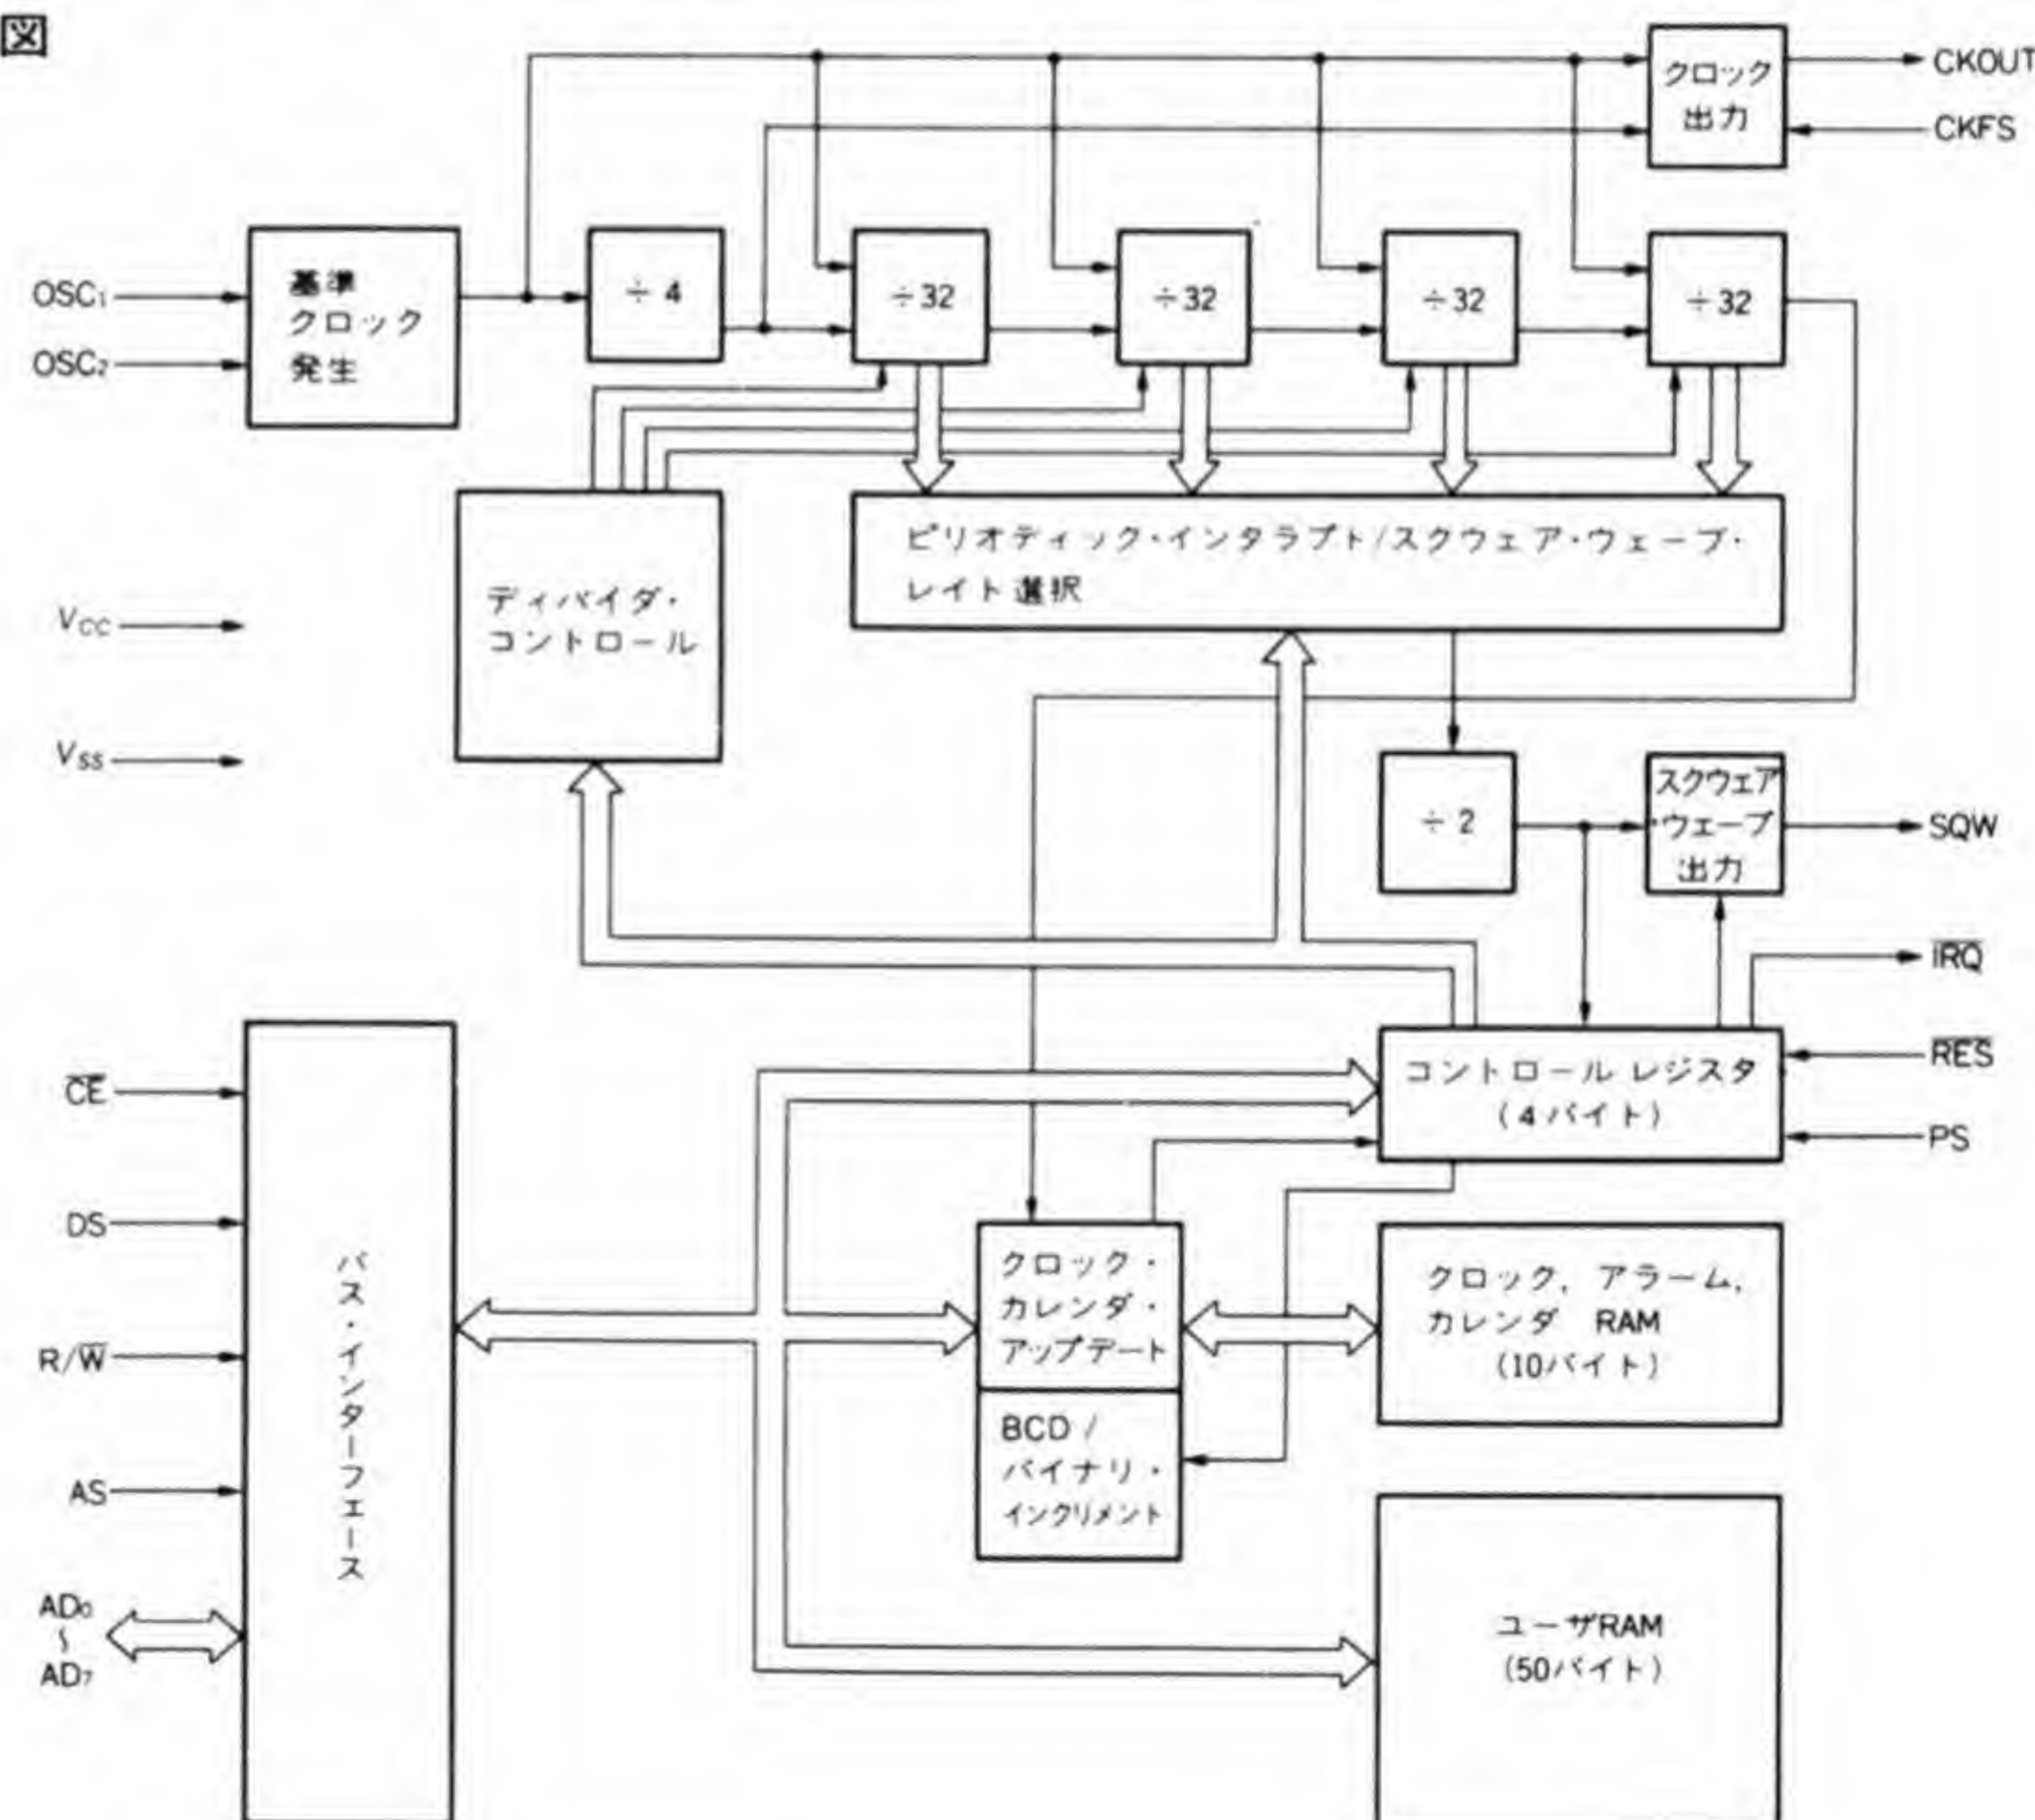 図
CKOUT
クロック
出力
CKFS
OSC₁
OSC₂
基準
クロック
発生
÷4
÷32
÷32
÷32
÷32
ディバイダ・
コントロール
ピリオディック・インタラプト/スクウェア・ウェーブ・
レイト選択
VCC
VSS
÷2
スクウェア
・ウェーブ
出力
SQW
I̅R̅Q̅
R̅E̅S̅
PS
コントロール レジスタ
(4バイト)
C̅E̅
DS
R/W̅
AS
AD₀
〜
AD₇
バス・インターフェース
クロック・
カレンダ・
アップデート
BCD /
バイナリ・
インクリメント
クロック, アラーム,
カレンダ RAM
(10バイト)
ユーザRAM
(50バイト)